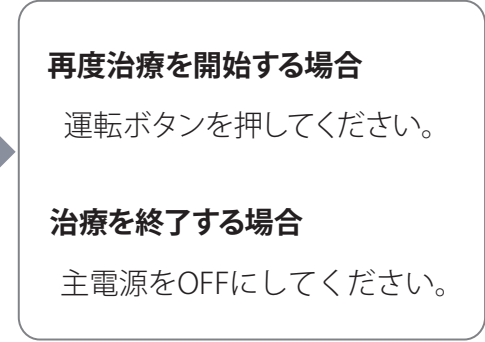 再度治療を開始する場合
運転ボタンを押してください。
治療を終了する場合
主電源をOFFにしてください。